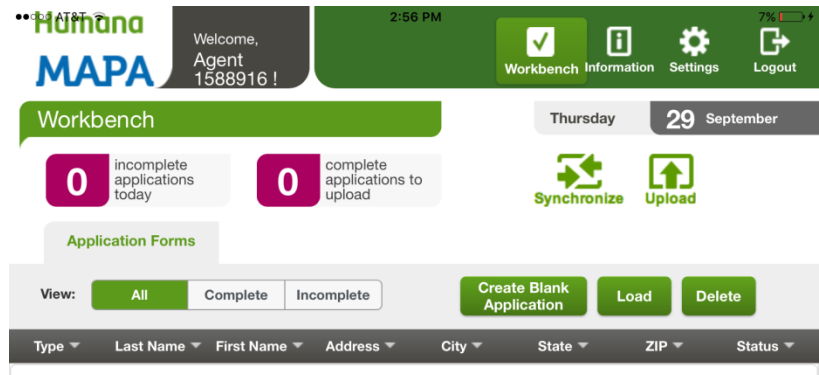 AT&T 2:56 PM 7%
Humana
MAPA
Welcome,
Agent
1588916 !
Workbench Information Settings Logout
Workbench
Thursday 29 September
0 incomplete
applications
today
0 complete
applications to
upload
Synchronize Upload
Application Forms
View: All Complete Incomplete
Create Blank
Application
Load Delete
Type Last Name First Name Address City State ZIP Status